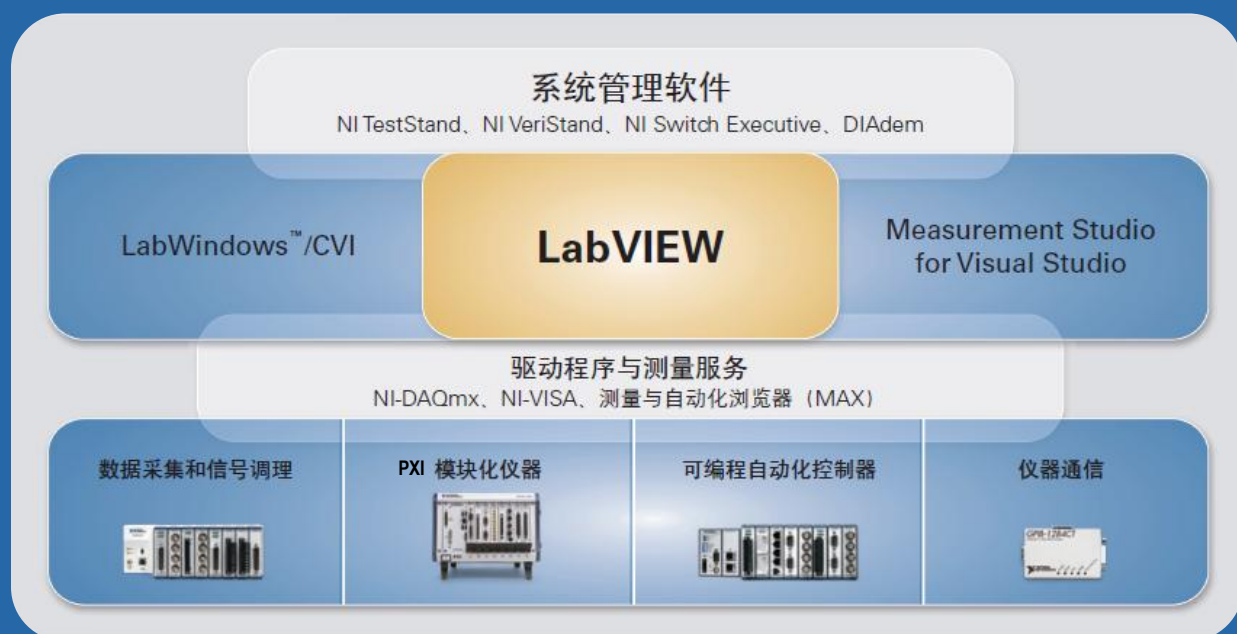 系统管理软件
NI TestStand、NI VeriStand、NI Switch Executive、DIAdem
LabWindows™/CVI
LabVIEW
Measurement Studio
for Visual Studio
驱动程序与测量服务
NI-DAQmx、NI-VISA、测量与自动化浏览器（MAX）
数据采集和信号调理
PXI 模块化仪器
可编程自动化控制器
仪器通信
GPIB-1284CT